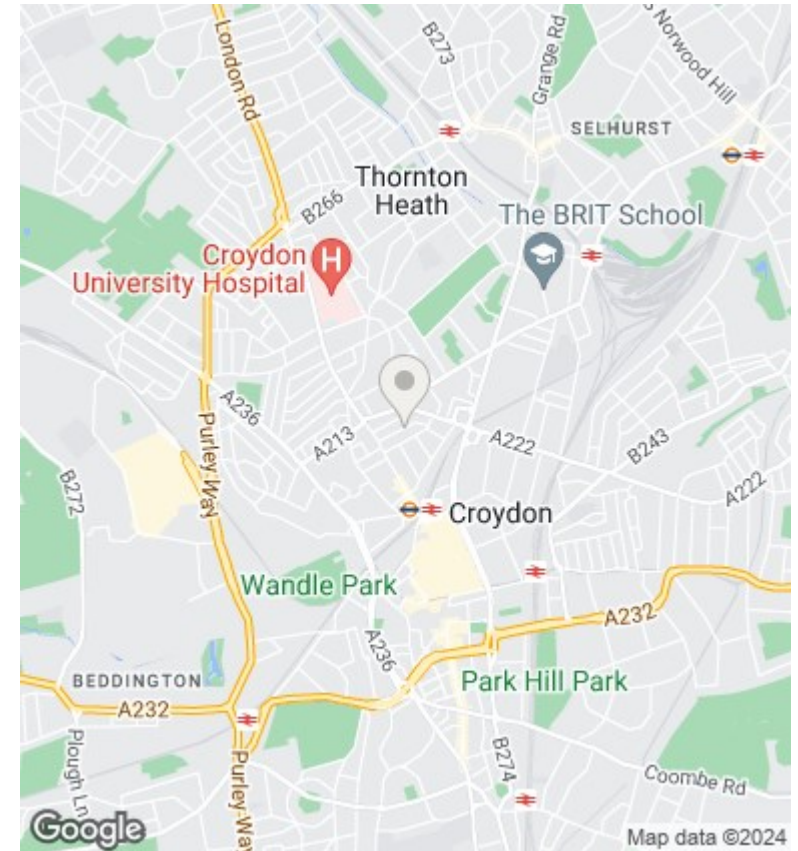 London Rd
B273
Grange Rd
S Norwood Hill
SELHURST
Thornton
Heath
B266
The BRIT School
Croydon
University Hospital
H
A236
Purley Way
A213
A222
B243
B272
A222
Croydon
Wandle Park
A232
A236
BEDDINGTON
A232
Park Hill Park
Plough Ln
Purley Way
B274
Coombe Rd
Google
Map data ©2024